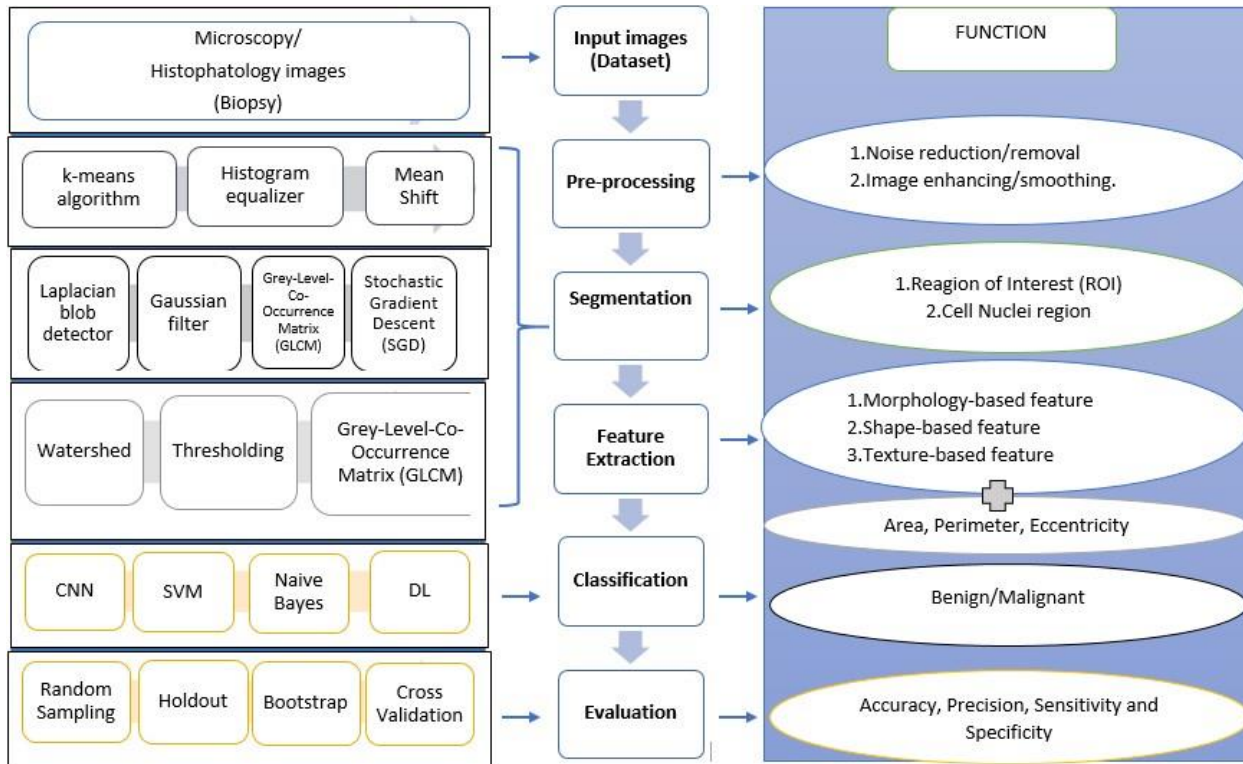 Microscopy/
Histophatology images
(Biopsy)
k-means
algorithm
Histogram
equalizer
Mean
Shift
Laplacian
blob
detector
Gaussian
filter
Grey-Level-
Co-
Occurrence
Matrix
(GLCM)
Stochastic
Gradient
Descent
(SGD)
Watershed
Thresholding
Grey-Level-Co-
Occurrence
Matrix (GLCM)
CNN
SVM
Naive
Bayes
DL
Random
Sampling
Holdout
Bootstrap
Cross
Validation
Input images
(Dataset)
Pre-processing
Segmentation
Feature
Extraction
Classification
Evaluation
FUNCTION
1.Noise reduction/removal
2.Image enhancing/smoothing.
1.Reagion of Interest (ROI)
2.Cell Nuclei region
1.Morphology-based feature
2.Shape-based feature
3.Texture-based feature
Area, Perimeter, Eccentricity
Benign/Malignant
Accuracy, Precision, Sensitivity and
Specificity